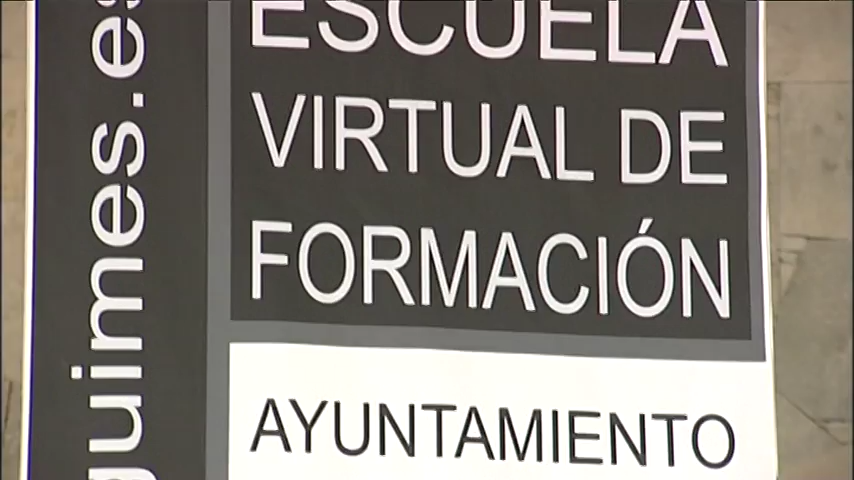 ESCUELA
VIRTUAL DE
FORMACIÓN
AYUNTAMIENTO
guimes.es